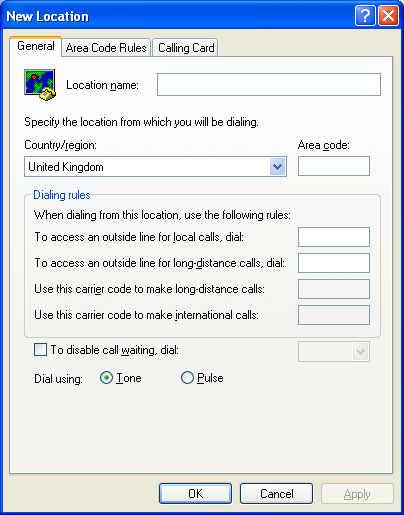 New Location
General
Area Code Rules
Calling Card
Location name:
Specify the location from which you will be dialing.
Country/region:
Area code:
United Kingdom
Dialing rules
When dialing from this location, use the following rules:
To access an outside line for local calls, dial:
To access an outside line for long-distance calls, dial:
Use this carrier code to make long-distance calls:
Use this carrier code to make international calls:
To disable call waiting, dial:
Dial using:
Tone
Pulse
OK
Cancel
Apply